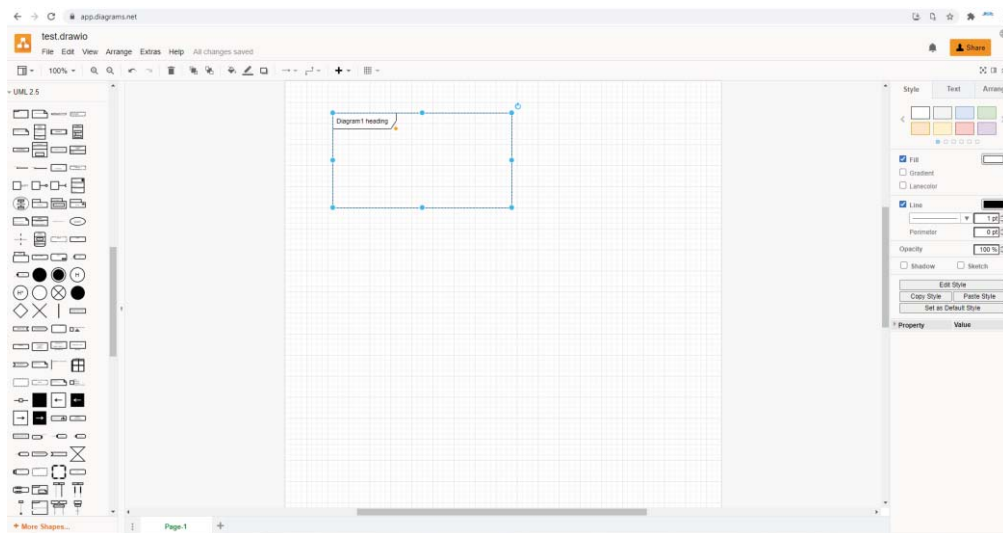 app.diagrams.net
test.drawio
File Edit View Arrange Extras Help All changes saved
Share
100%
UML 2.5
Diagram1 heading
Style Text Arrang
Fill
Gradient
Lanecolor
Line
1 pt
Perimeter
0 pt
Opacity
100 %
Shadow Sketch
Edit Style
Copy Style Paste Style
Set as Default Style
Property Value
H
H*
+ More Shapes...
Page-1